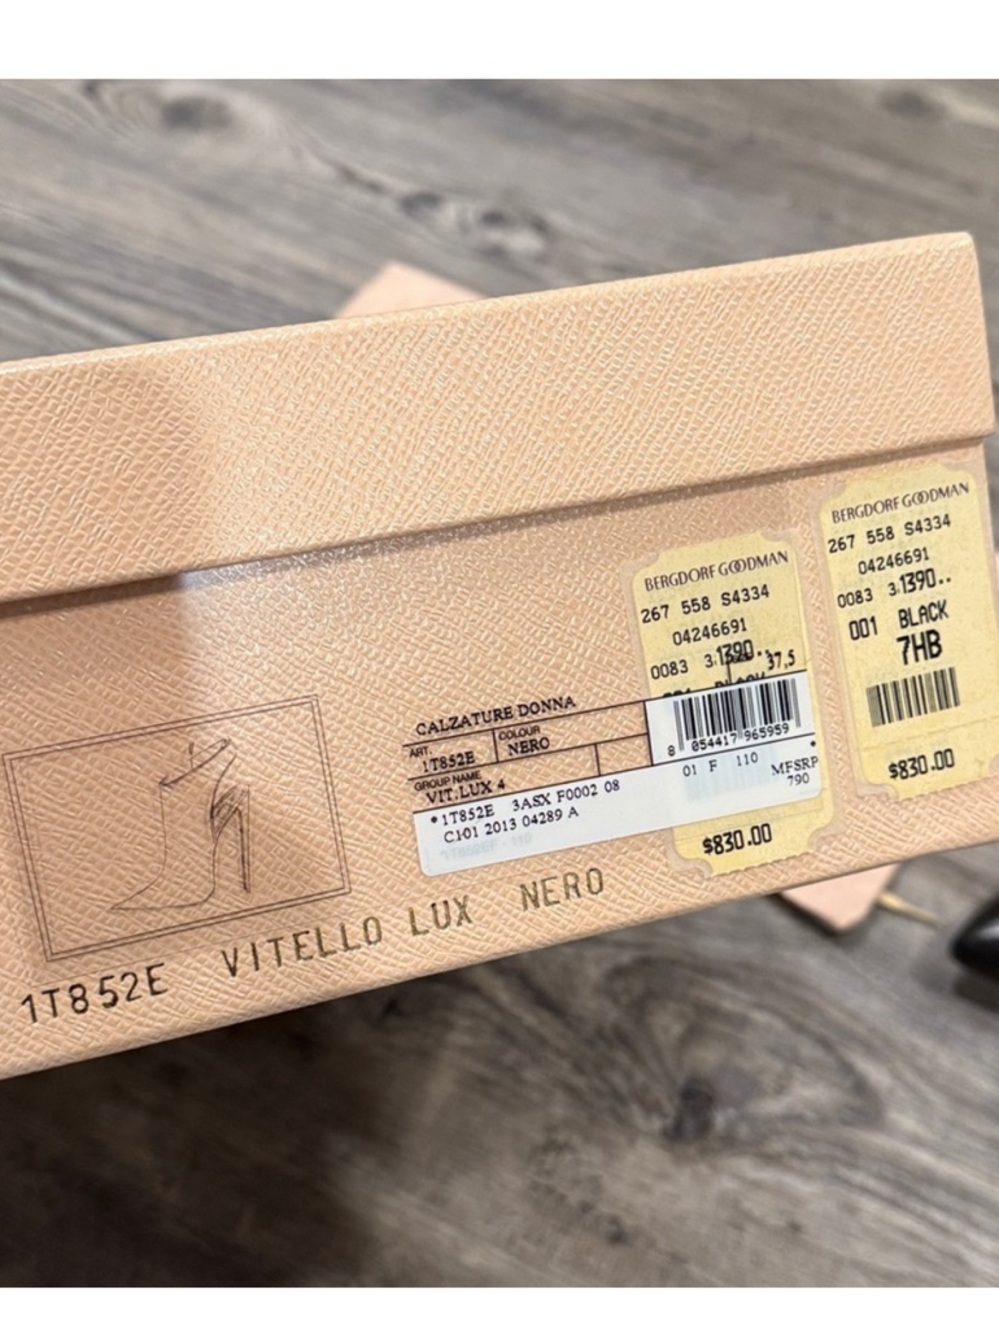 BERGDORF GOODMAN
267 558 S4334
04246691
0083 3.1390..
001 BLACK
7HB
$830.00
BERGDORF GOODMAN
267 558 S4334
04246691
0083 3.1390..
37,5
$830.00
CALZATURE DONNA
ART.
1T852E
COLOUR
NERO
GROUP NAME
VIT.LUX 4
8 054417 965959
*1T852E 3ASX F0002 08
01 F 110
*
C101 2013 04289 A
MFSRP
790
1T852E VITELLO LUX NERO